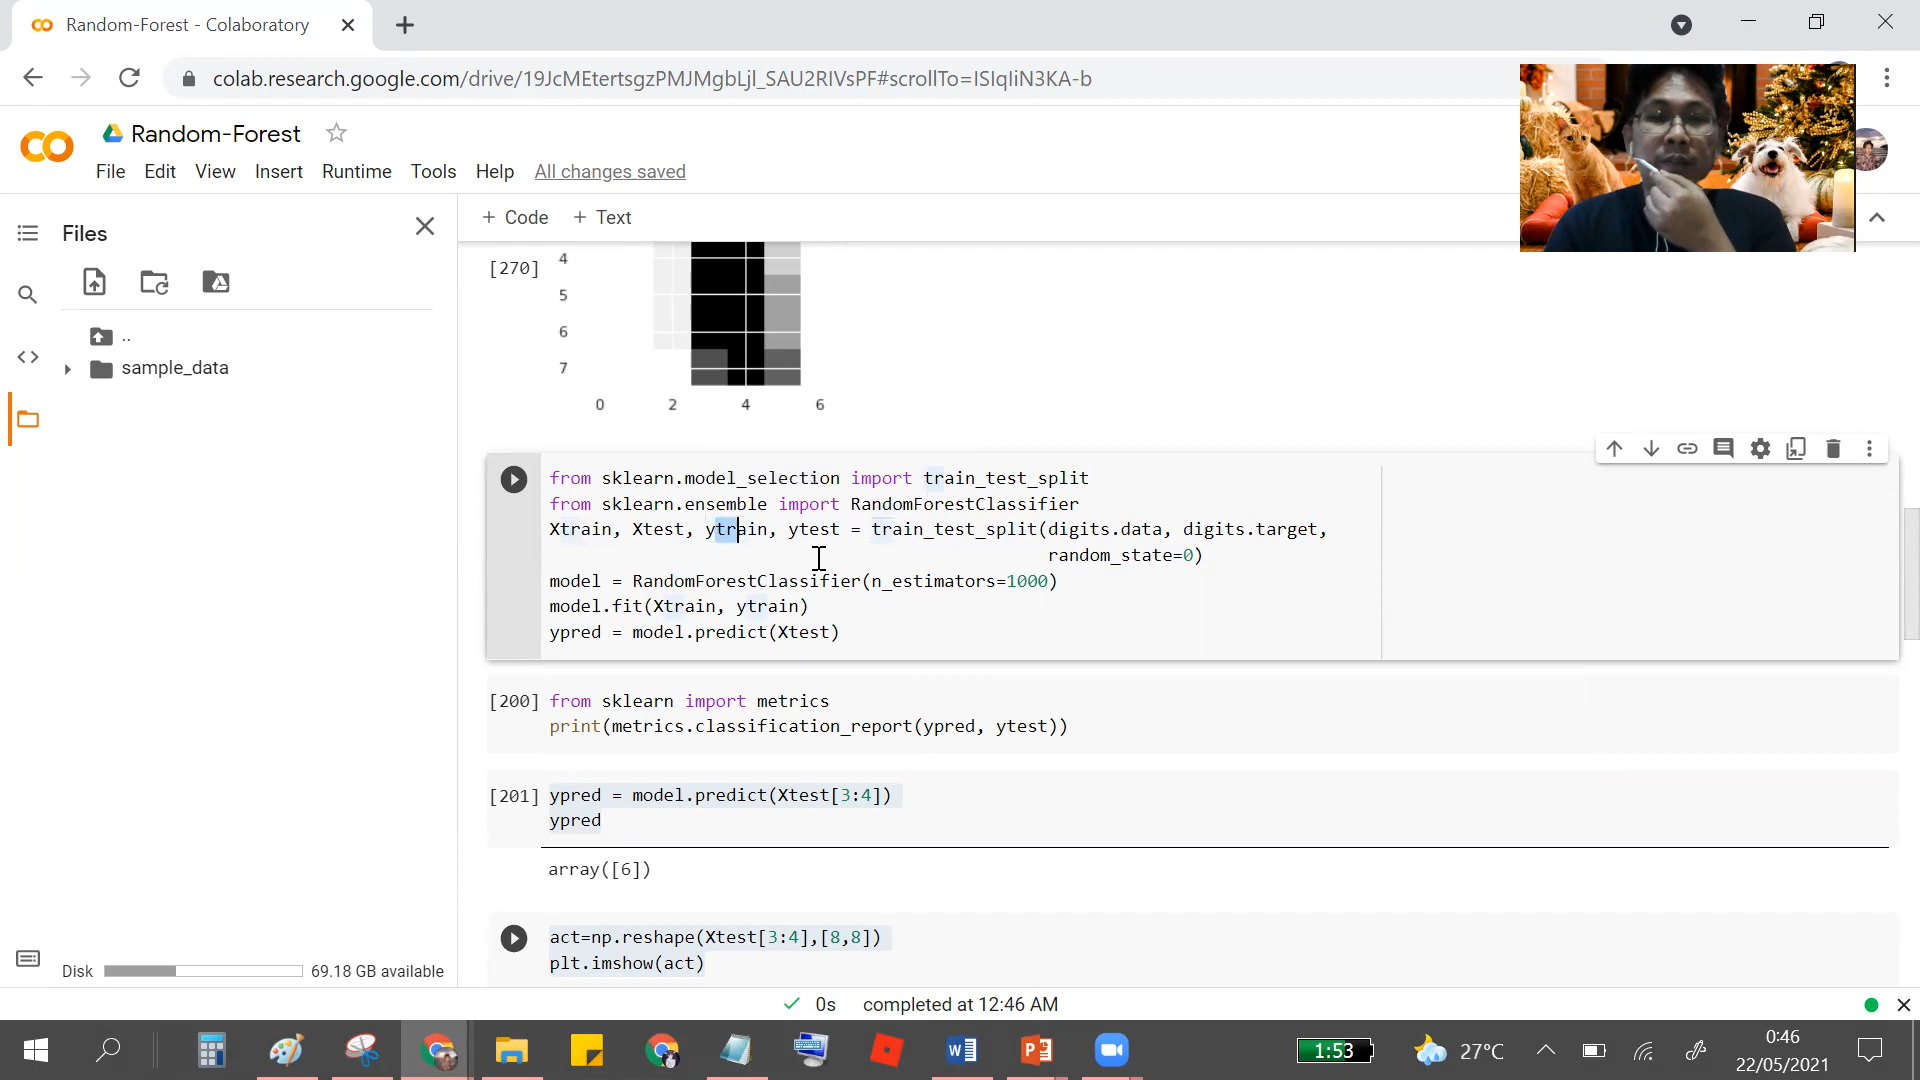 Random-Forest - Colaboratory
colab.research.google.com/drive/19JcMEtertsgzPMJMgbLjl_SAU2RIVsPF#scrollTo=ISIqIiN3KA-b
Random-Forest
File Edit View Insert Runtime Tools Help All changes saved
Files
+ Code + Text
..
sample_data
[270]
4
5
6
7
0 2 4 6
from sklearn.model_selection import train_test_split
from sklearn.ensemble import RandomForestClassifier
Xtrain, Xtest, ytrain, ytest = train_test_split(digits.data, digits.target,
random_state=0)
model = RandomForestClassifier(n_estimators=1000)
model.fit(Xtrain, ytrain)
ypred = model.predict(Xtest)
[200] from sklearn import metrics
print(metrics.classification_report(ypred, ytest))
[201] ypred = model.predict(Xtest[3:4])
ypred
array([6])
act=np.reshape(Xtest[3:4],[8,8])
plt.imshow(act)
Disk 69.18 GB available
0s completed at 12:46 AM
1:53
27°C
0:46
22/05/2021